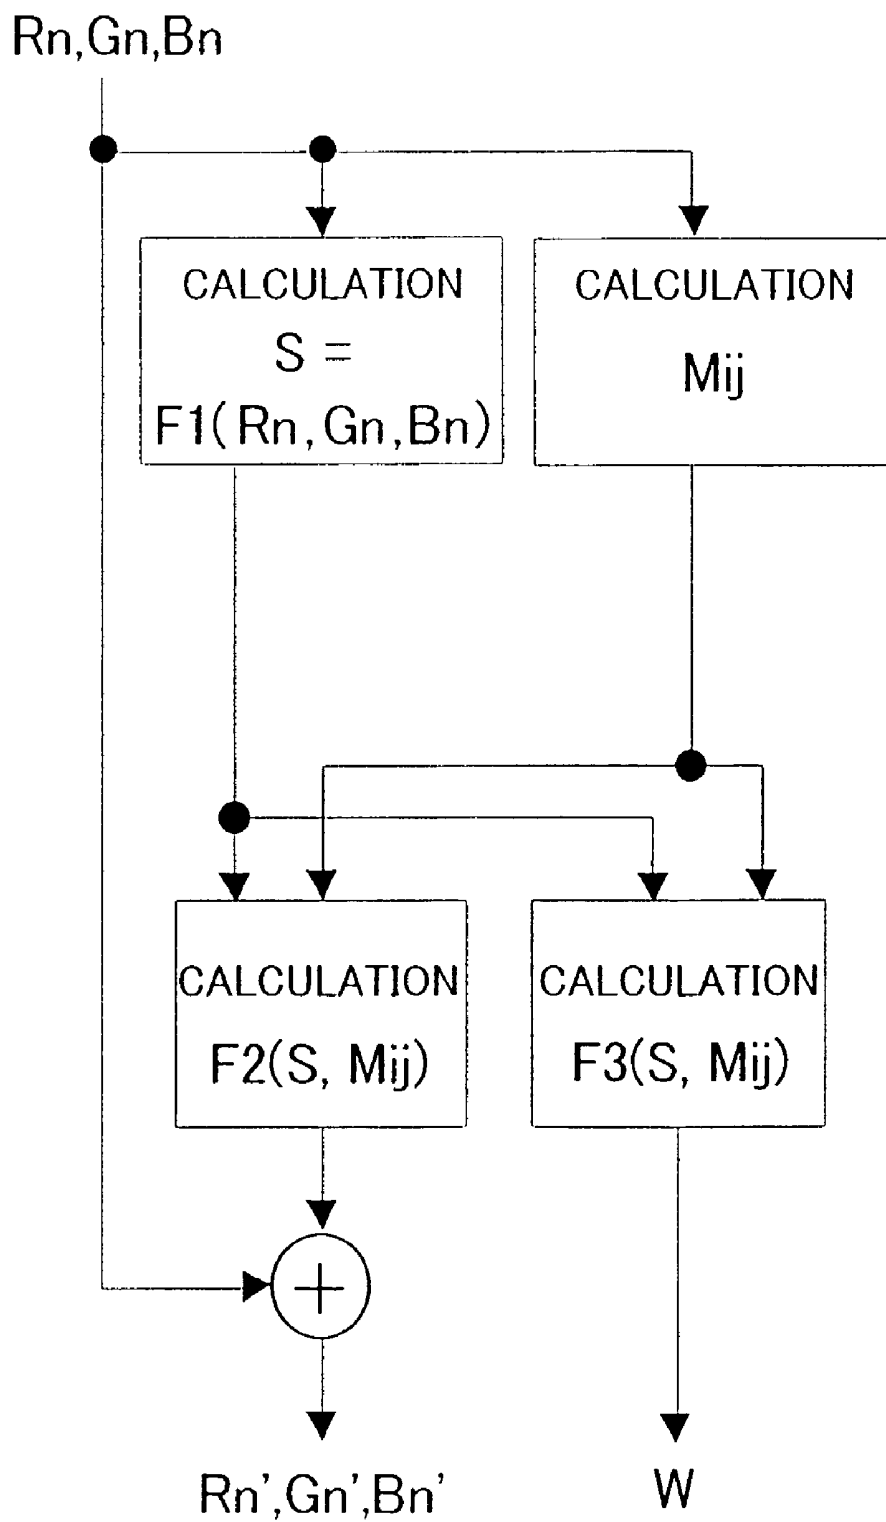 Rn,Gn,Bn
CALCULATION
S =
F1(Rn,Gn,Bn)
CALCULATION
Mij
CALCULATION
F2(S, Mij)
CALCULATION
F3(S, Mij)
+
Rn',Gn',Bn'
W